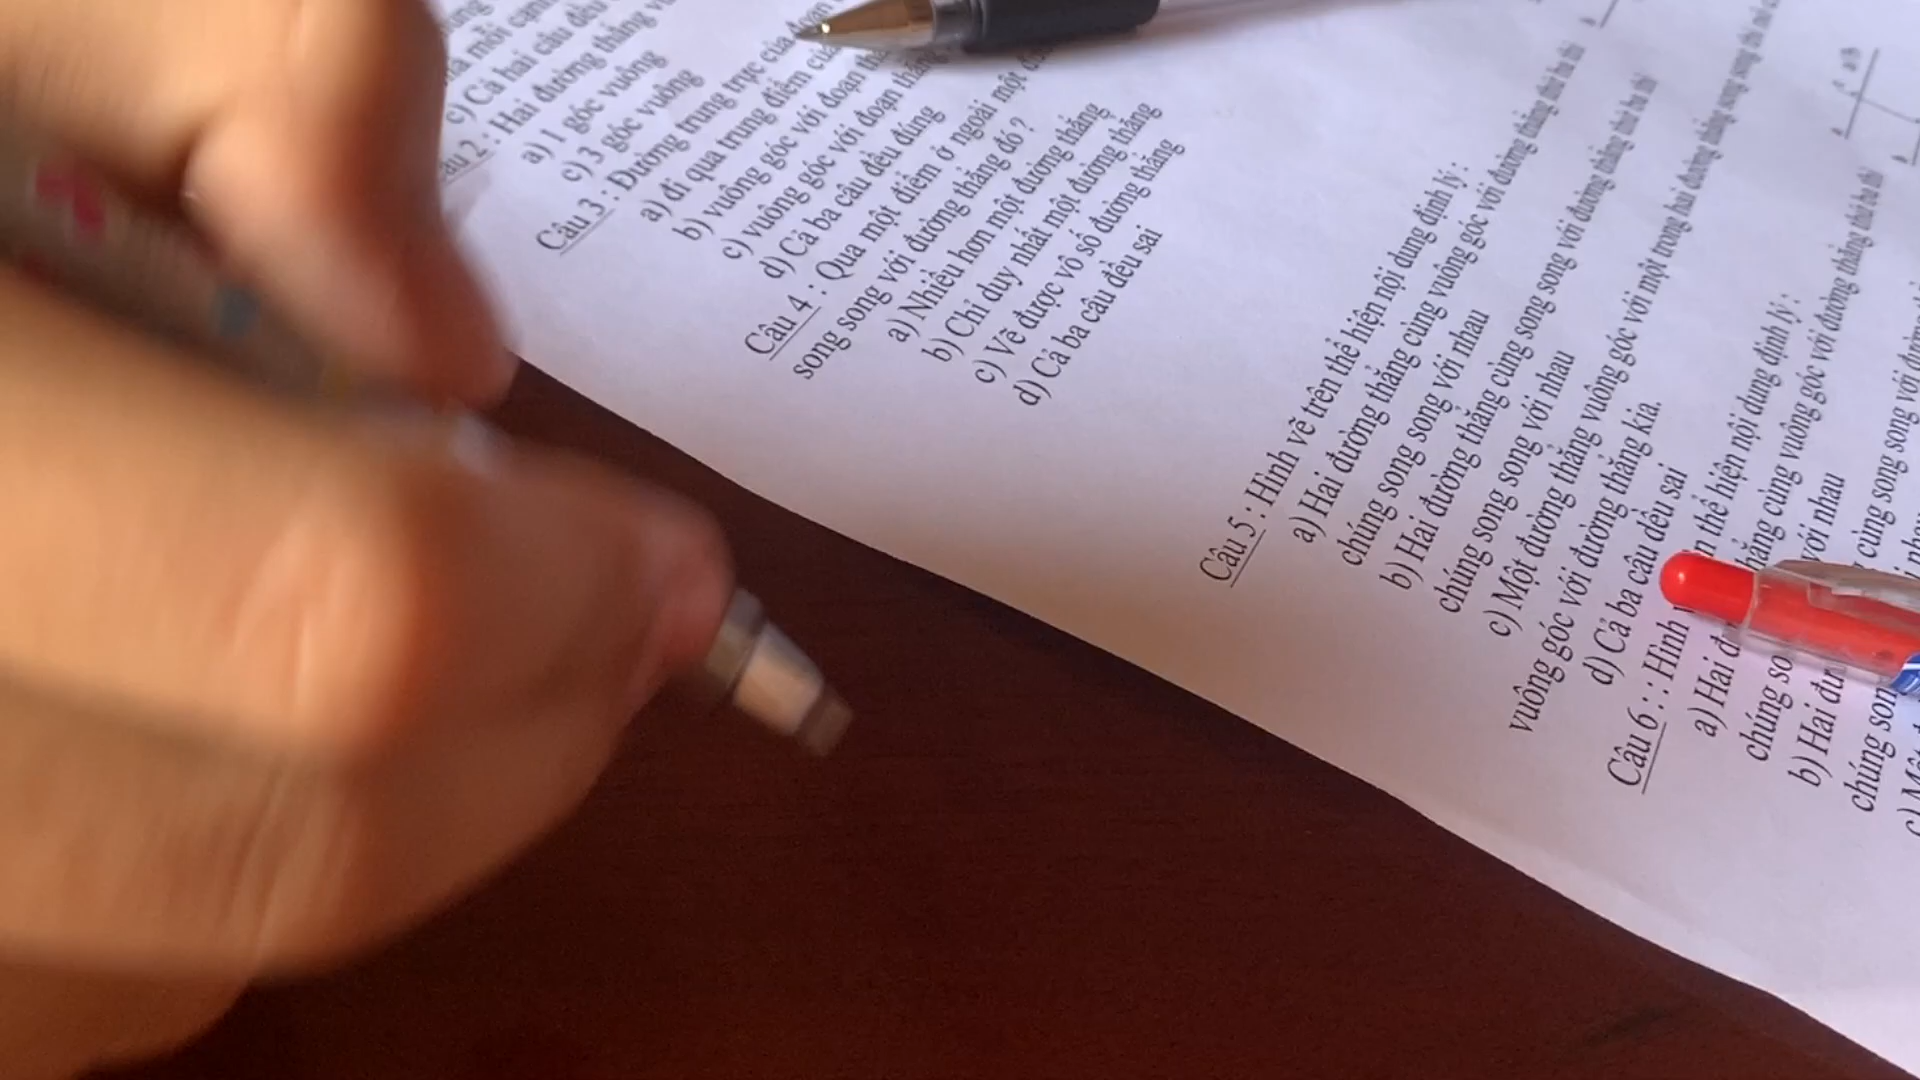 c) Cả hai câu đều
Câu 2 : Hai đường thẳng
a) 1 góc vuông
c) 3 góc vuông
Câu 3 : Đường trung trực của đoạn
a) đi qua trung điểm của
b) vuông góc với đoạn
c) vuông góc với đoạn thẳng
d) Cả ba câu đều đúng
Câu 4 : Qua một điểm ở ngoài một
song song với đường thẳng đó ?
a) Nhiều hơn một đường thẳng
b) Chỉ duy nhất một đường thẳng
c) Vẽ được vô số đường thẳng
d) Cả ba câu đều sai
Câu 5 : Hình vẽ trên thể hiện nội dung định lý :
a) Hai đường thẳng cùng vuông góc với đường thẳng thứ ba thì
chúng song song với nhau
b) Hai đường thẳng cùng song song với đường thẳng thứ ba thì
chúng song song với nhau
c) Một đường thẳng vuông góc với một trong hai đường thẳng song song thì
vuông góc với đường thẳng kia.
d) Cả ba câu đều sai
Câu 6 : : Hình thể hiện nội dung định lý :
a) Hai thẳng cùng vuông góc với đường thẳng thứ ba thì
chúng với nhau
b) Hai cùng song song với
chúng song